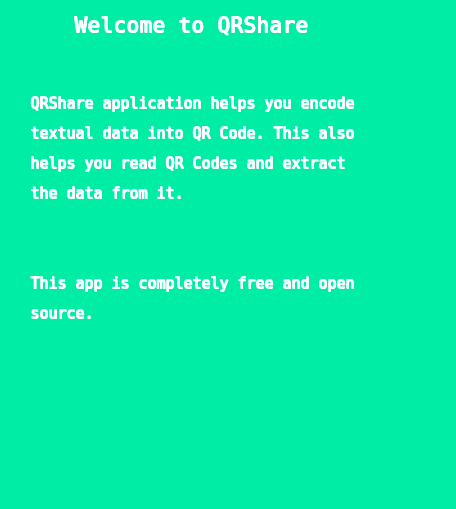 Welcome to QRShare
QRShare application helps you encode
textual data into QR Code. This also
helps you read QR Codes and extract
the data from it.
This app is completely free and open
source.